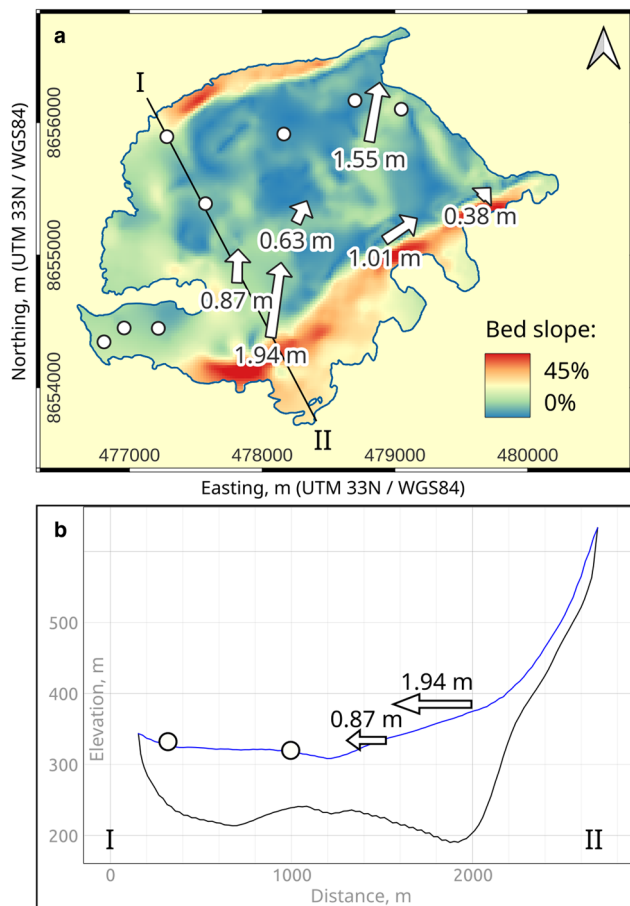 a
I
1.55 m
0.38 m
0.63 m
1.01 m
0.87 m
1.94 m
Bed slope:
45%
0%
II
8656000
8655000
8654000
Northing, m (UTM 33N / WGS84)
477000 478000 479000 480000
Easting, m (UTM 33N / WGS84)
b
500
400
300
200
Elevation, m
1.94 m
0.87 m
I II
0 1000 2000
Distance, m